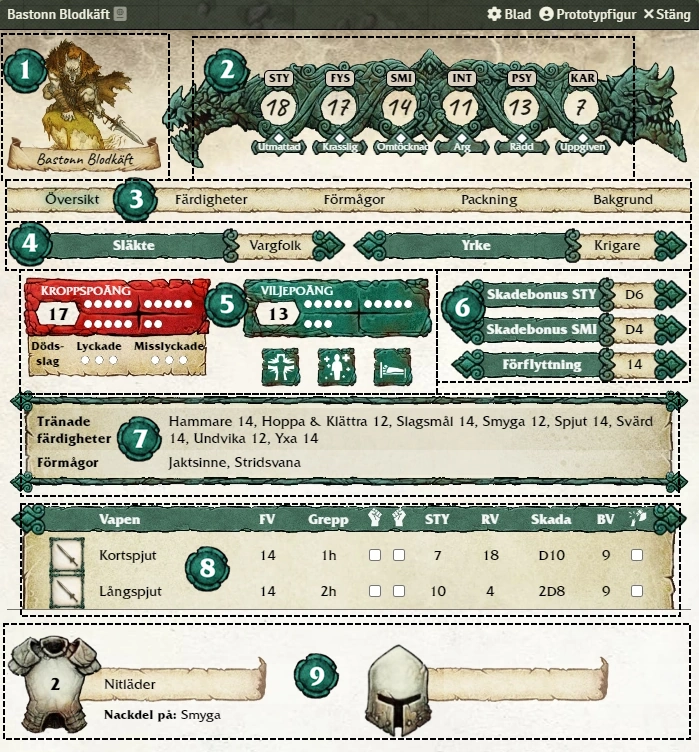 Bastonn Blodkäft Blad Prototypfigur Stäng
1
Bastonn Blodkäft
2
STY FYS SMI INT PSY KAR
18 17 14 11 13 7
Utmattad Krasslig Omtöcknad Arg Rädd Uppgiven
Översikt 3 Färdigheter Förmågor Packning Bakgrund
4 Släkte Vargfolk Yrke Krigare
KROPPSPOÄNG
17
Döds-
slag
Lyckade Misslyckade
5
VILJEPOÄNG
13
6
Skadebonus STY D6
Skadebonus SMI D4
Förflyttning 14
Tränade
färdigheter
7
Hammare 14, Hoppa & Klättra 12, Slagsmål 14, Smyga 12, Spjut 14, Svärd
14, Undvika 12, Yxa 14
Förmågor Jaktsinne, Stridsvana
Vapen FV Grepp STY RV Skada BV
Kortspjut 14 1h 7 18 D10 9
8
Långspjut 14 2h 10 4 2D8 9
2 Nitläder
Nackdel på: Smyga
9